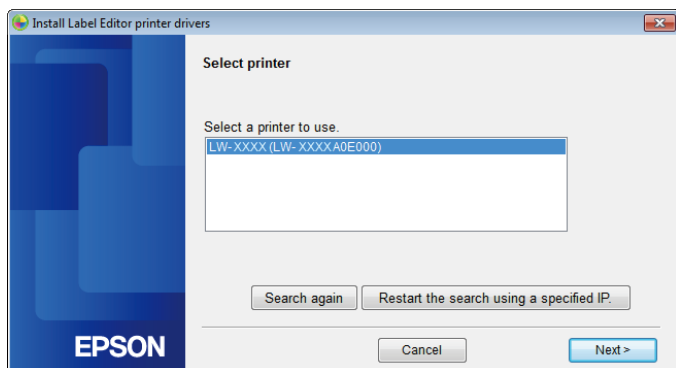 Install Label Editor printer drivers
Select printer
Select a printer to use.
LW-XXXX (LW-XXXXA0E000)
Search again
Restart the search using a specified IP.
EPSON
Cancel
Next >